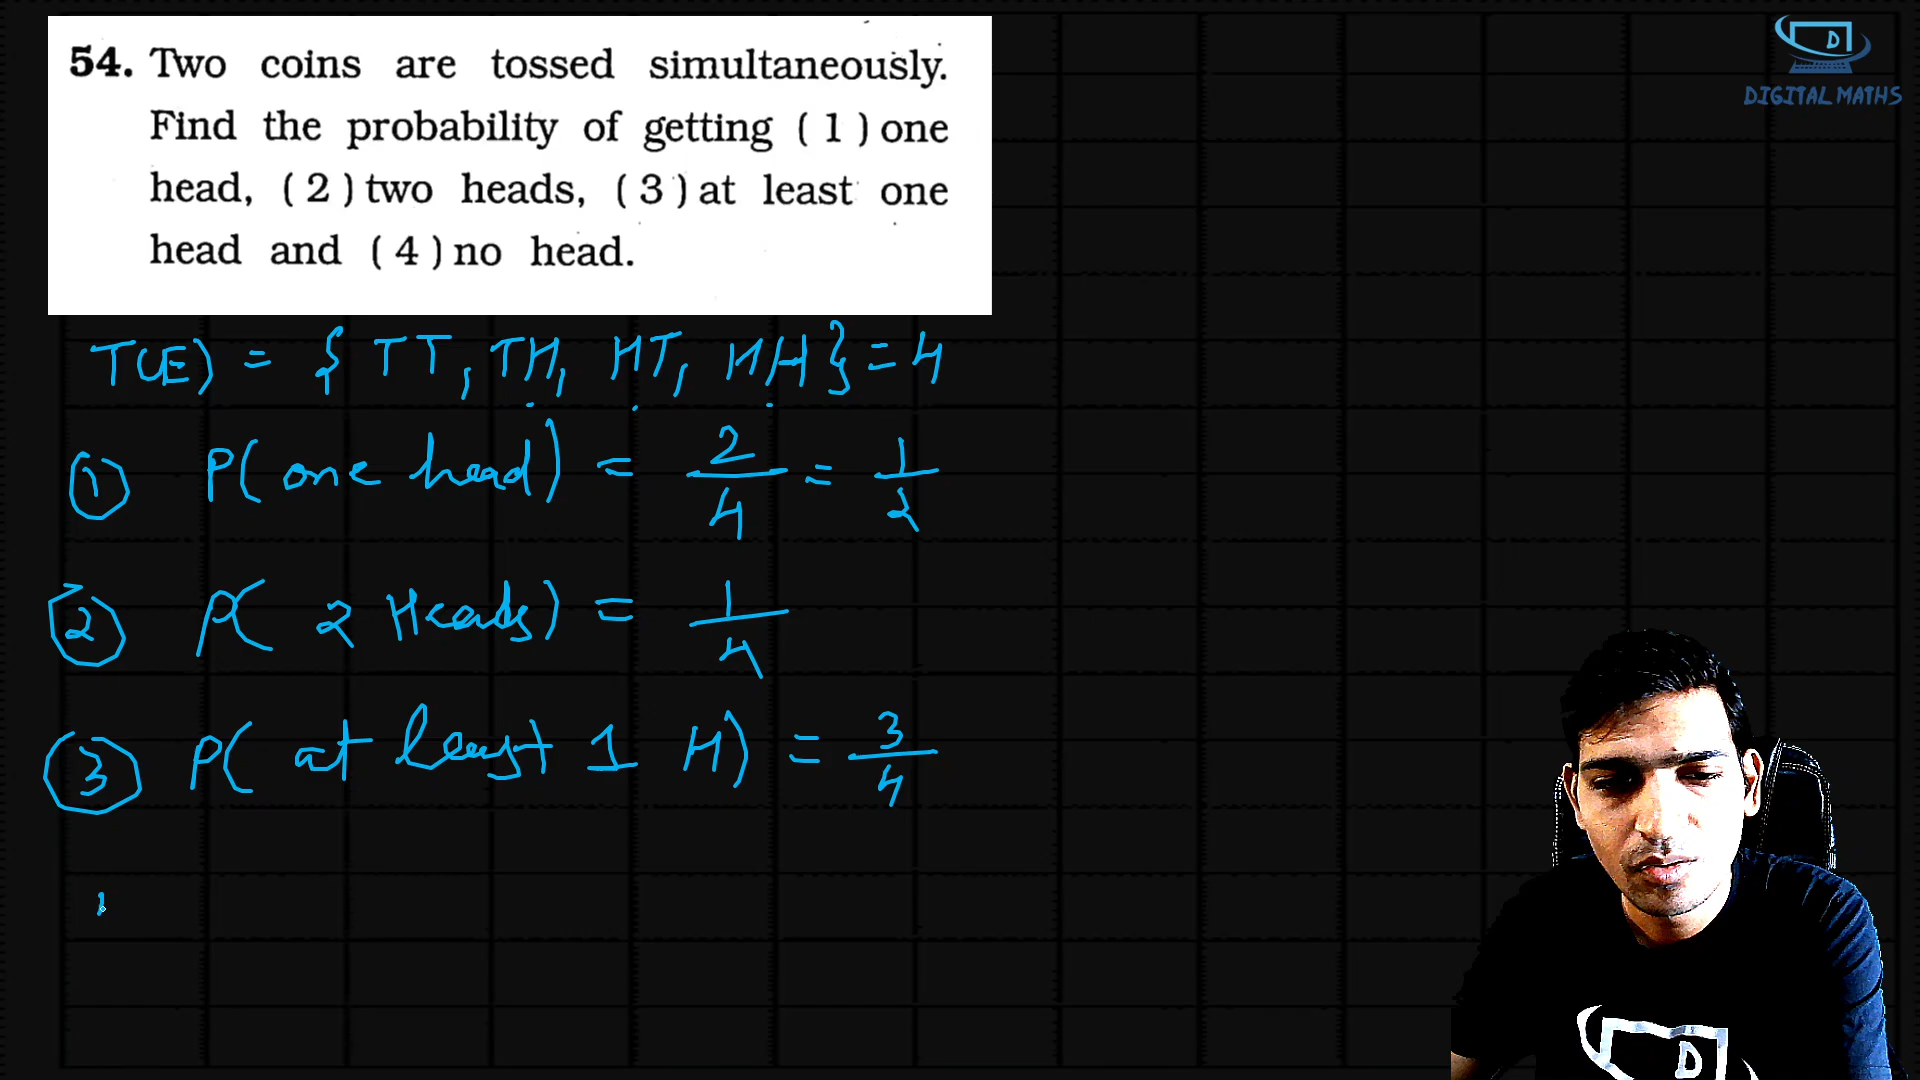 54. Two coins are tossed simultaneously.
Find the probability of getting ( 1 ) one
head, ( 2 ) two heads, ( 3 ) at least one
head and ( 4 ) no head.
DIGITAL MATHS
T(E) = { TT, TH, HT, HH } = 4
① P( one head ) = 2/4 = 1/2
② P( 2 Heads ) = 1/4
③ P( at least 1 H ) = 3/4
D
D